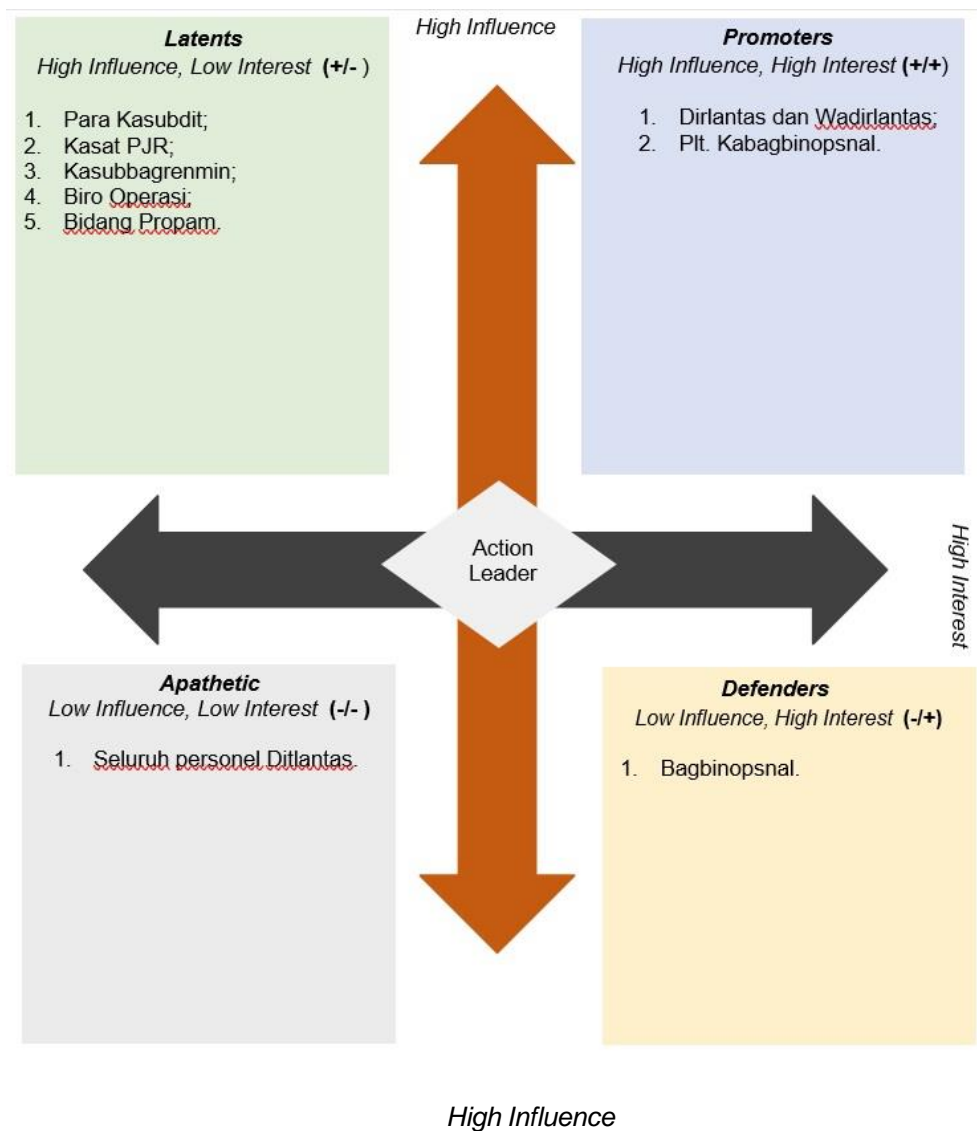 High Influence
Latents
High Influence, Low Interest (+/- )
1. Para Kasubdit;
2. Kasat PJR;
3. Kasubbagrenmin;
4. Biro Operasi;
5. Bidang Propam.
Promoters
High Influence, High Interest (+/+)
1. Dirlantas dan Wadirlantas;
2. Plt. Kabagbinopsnal.
Action
Leader
High Interest
Apathetic
Low Influence, Low Interest (-/- )
1. Seluruh personel Ditlantas.
Defenders
Low Influence, High Interest (-/+)
1. Bagbinopsnal.
High Influence